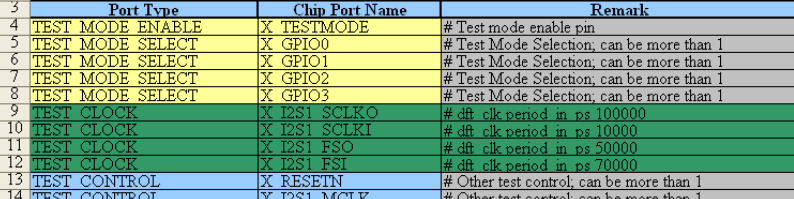 3 Port Type Chip Port Name Remark
4 TEST MODE ENABLE X TESTMODE # Test mode enable pin
5 TEST MODE SELECT X GPIO0 # Test Mode Selection; can be more than 1
6 TEST MODE SELECT X GPIO1 # Test Mode Selection; can be more than 1
7 TEST MODE SELECT X GPIO2 # Test Mode Selection; can be more than 1
8 TEST MODE SELECT X GPIO3 # Test Mode Selection; can be more than 1
9 TEST CLOCK X I2S1 SCLKO # dft clk period in ps 100000
10 TEST CLOCK X I2S1 SCLKI # dft clk period in ps 10000
11 TEST CLOCK X I2S1 FSO # dft clk period in ps 50000
12 TEST CLOCK X I2S1 FSI # dft clk period in ps 70000
13 TEST CONTROL X RESETN # Other test control; can be more than 1
14 TEST CONTROL X I2S1 MCLK # Other test control; can be more than 1